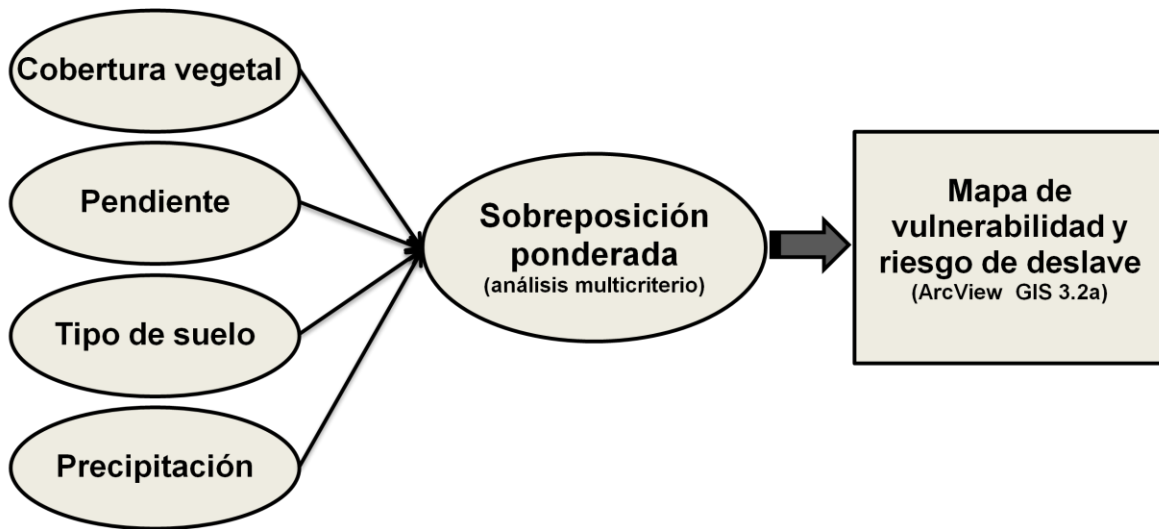 Cobertura vegetal
Pendiente
Tipo de suelo
Precipitación
Sobreposición
ponderada
(análisis multicriterio)
Mapa de
vulnerabilidad y
riesgo de deslave
(ArcView GIS 3.2a)